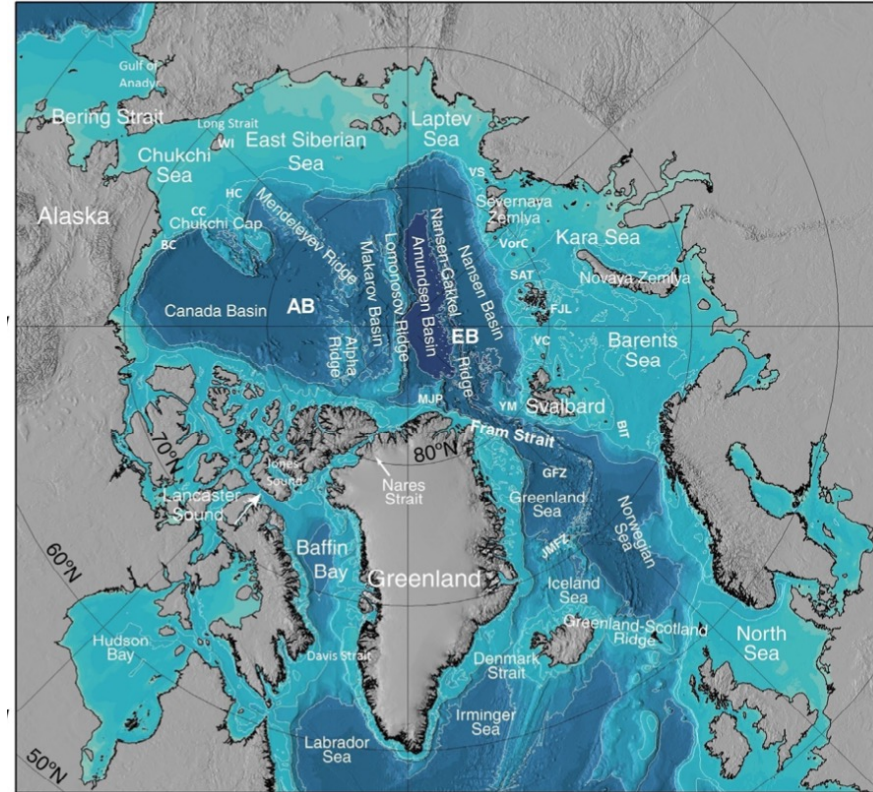 Gulf of
Anadyr
Bering Strait
Long Strait
WI
East Siberian
Sea
Laptev
Sea
Chukchi
Sea
VS
HC
Severnaya
Zemlya
Alaska
CC
Chukchi Cap
Mendeleyev Ridge
BC
VorC
Kara Sea
Makarov Basin
Lomonosov Ridge
Amundsen Basin
Nansen-Gakkel
Ridge
Nansen Basin
SAT
Novaya Zemlya
Canada Basin
AB
FJL
EB
VC
Barents
Sea
Alpha
Ridge
MJP
YM
Svalbard
BIT
Fram Strait
70°N
80°N
Jones
Sound
Nares
Strait
GFZ
Lancaster
Sound
Greenland
Sea
Norwegian
Sea
JMFZ
Baffin
Bay
Greenland
60°N
Iceland
Sea
Greenland-Scotland
Ridge
Hudson
Bay
Davis Strait
Denmark
Strait
North
Sea
Irminger
Sea
Labrador
Sea
50°N